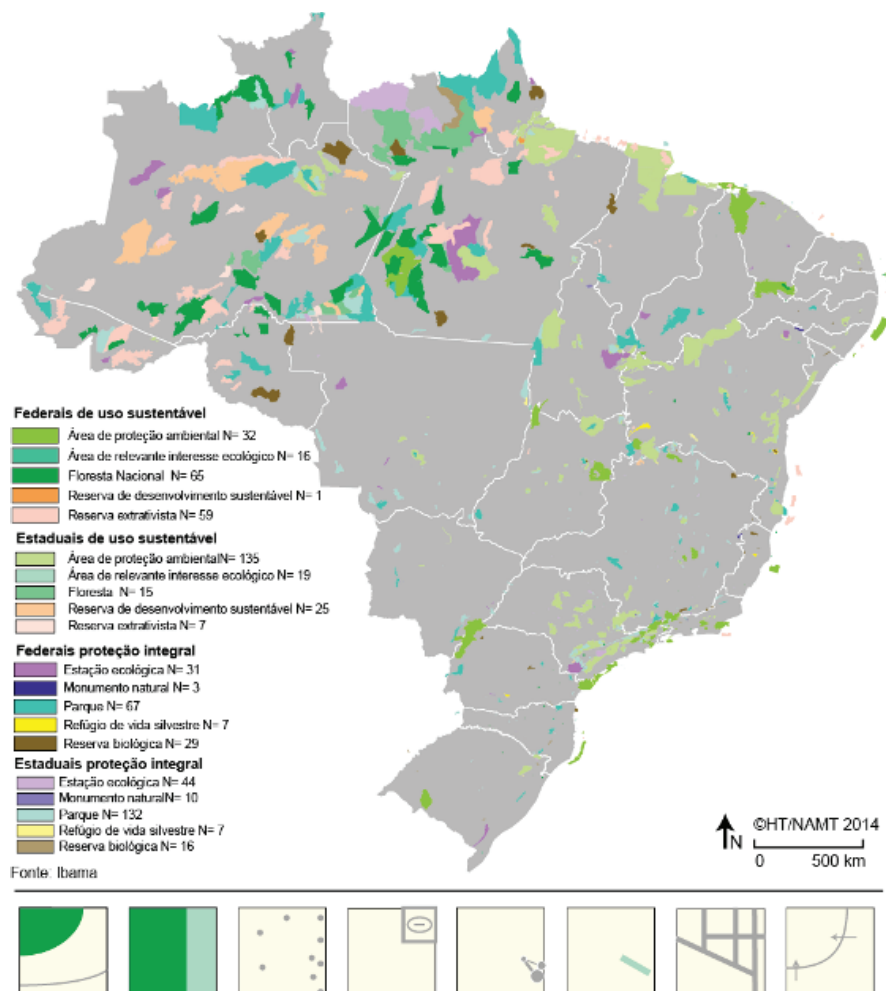 Federais de uso sustentável
Área de proteção ambiental N= 32
Área de relevante interesse ecológico N= 16
Floresta Nacional N= 65
Reserva de desenvolvimento sustentável N= 1
Reserva extrativista N= 59
Estaduais de uso sustentável
Área de proteção ambientalN= 135
Área de relevante interesse ecológico N= 19
Floresta N= 15
Reserva de desenvolvimento sustentável N= 25
Reserva extrativista N= 7
Federais proteção integral
Estação ecológica N= 31
Monumento natural N= 3
Parque N= 67
Refúgio de vida silvestre N= 7
Reserva biológica N= 29
Estaduais proteção integral
Estação ecológica N= 44
Monumento naturalN= 10
Parque N= 132
Refúgio de vida silvestre N= 7
Reserva biológica N= 16
Fonte: Ibama
©HT/NAMT 2014
N
0 500 km